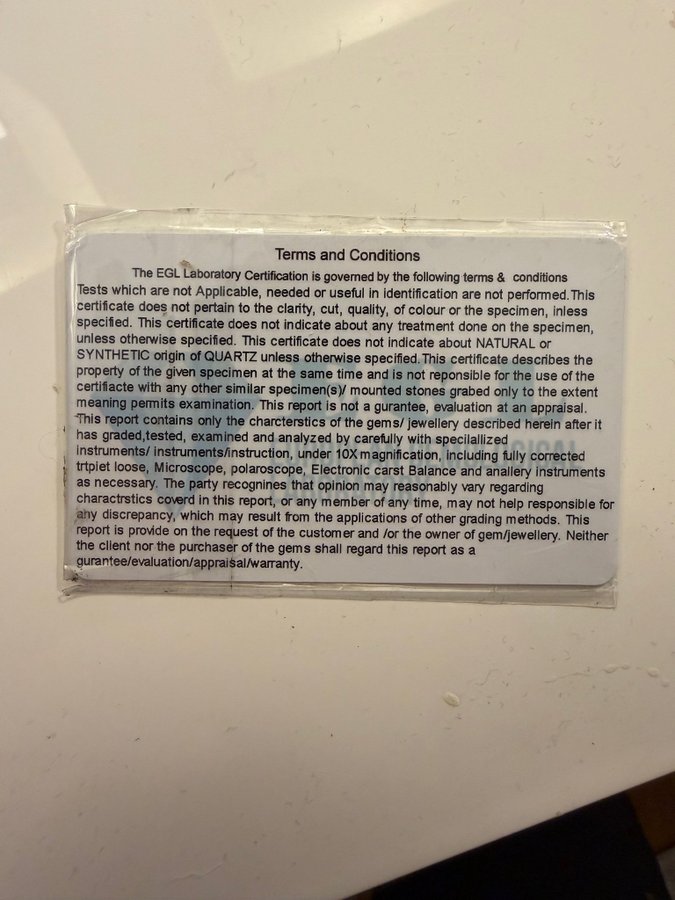 Terms and Conditions
The EGL Laboratory Certification is governed by the following terms & conditions
Tests which are not Applicable, needed or useful in identification are not performed.This
certificate does not pertain to the clarity, cut, quality, of colour or the specimen, inless
specified. This certificate does not indicate about any treatment done on the specimen,
unless otherwise specified. This certificate does not indicate about NATURAL or
SYNTHETIC origin of QUARTZ unless otherwise specified.This certificate describes the
property of the given specimen at the same time and is not reponsible for the use of the
certifiacte with any other similar specimen(s)/ mounted stones grabed only to the extent
meaning permits examination. This report is not a gurantee, evaluation at an appraisal.
This report contains only the charcterstics of the gems/ jewellery described herein after it
has graded,tested, examined and analyzed by carefully with specilallized
instruments/ instruments/instruction, under 10X magnification, including fully corrected
trtplet loose, Microscope, polaroscope, Electronic carst Balance and anallery instruments
as necessary. The party recognines that opinion may reasonably vary regarding
charactrstics coverd in this report, or any member of any time, may not help responsible for
any discrepancy, which may result from the applications of other grading methods. This
report is provide on the request of the customer and /or the owner of gem/jewellery. Neither
the client nor the purchaser of the gems shall regard this report as a
gurantee/evaluation/appraisal/warranty.